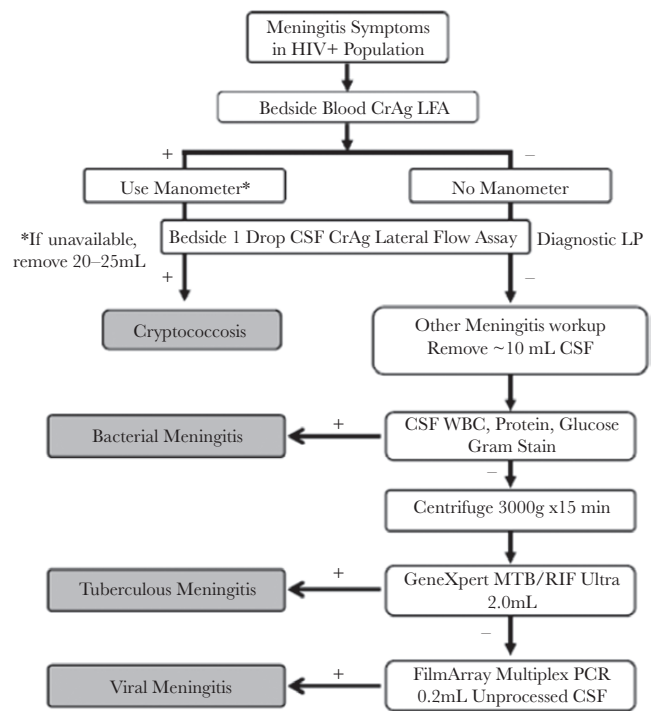 Meningitis Symptoms
in HIV+ Population
Bedside Blood CrAg LFA
+
–
Use Manometer*
No Manometer
*If unavailable,
remove 20–25mL
Bedside 1 Drop CSF CrAg Lateral Flow Assay
Diagnostic LP
+
–
Cryptococcosis
Other Meningitis workup
Remove ~10 mL CSF
Bacterial Meningitis
+
CSF WBC, Protein, Glucose
Gram Stain
–
Centrifuge 3000g x15 min
Tuberculous Meningitis
+
GeneXpert MTB/RIF Ultra
2.0mL
–
Viral Meningitis
+
FilmArray Multiplex PCR
0.2mL Unprocessed CSF